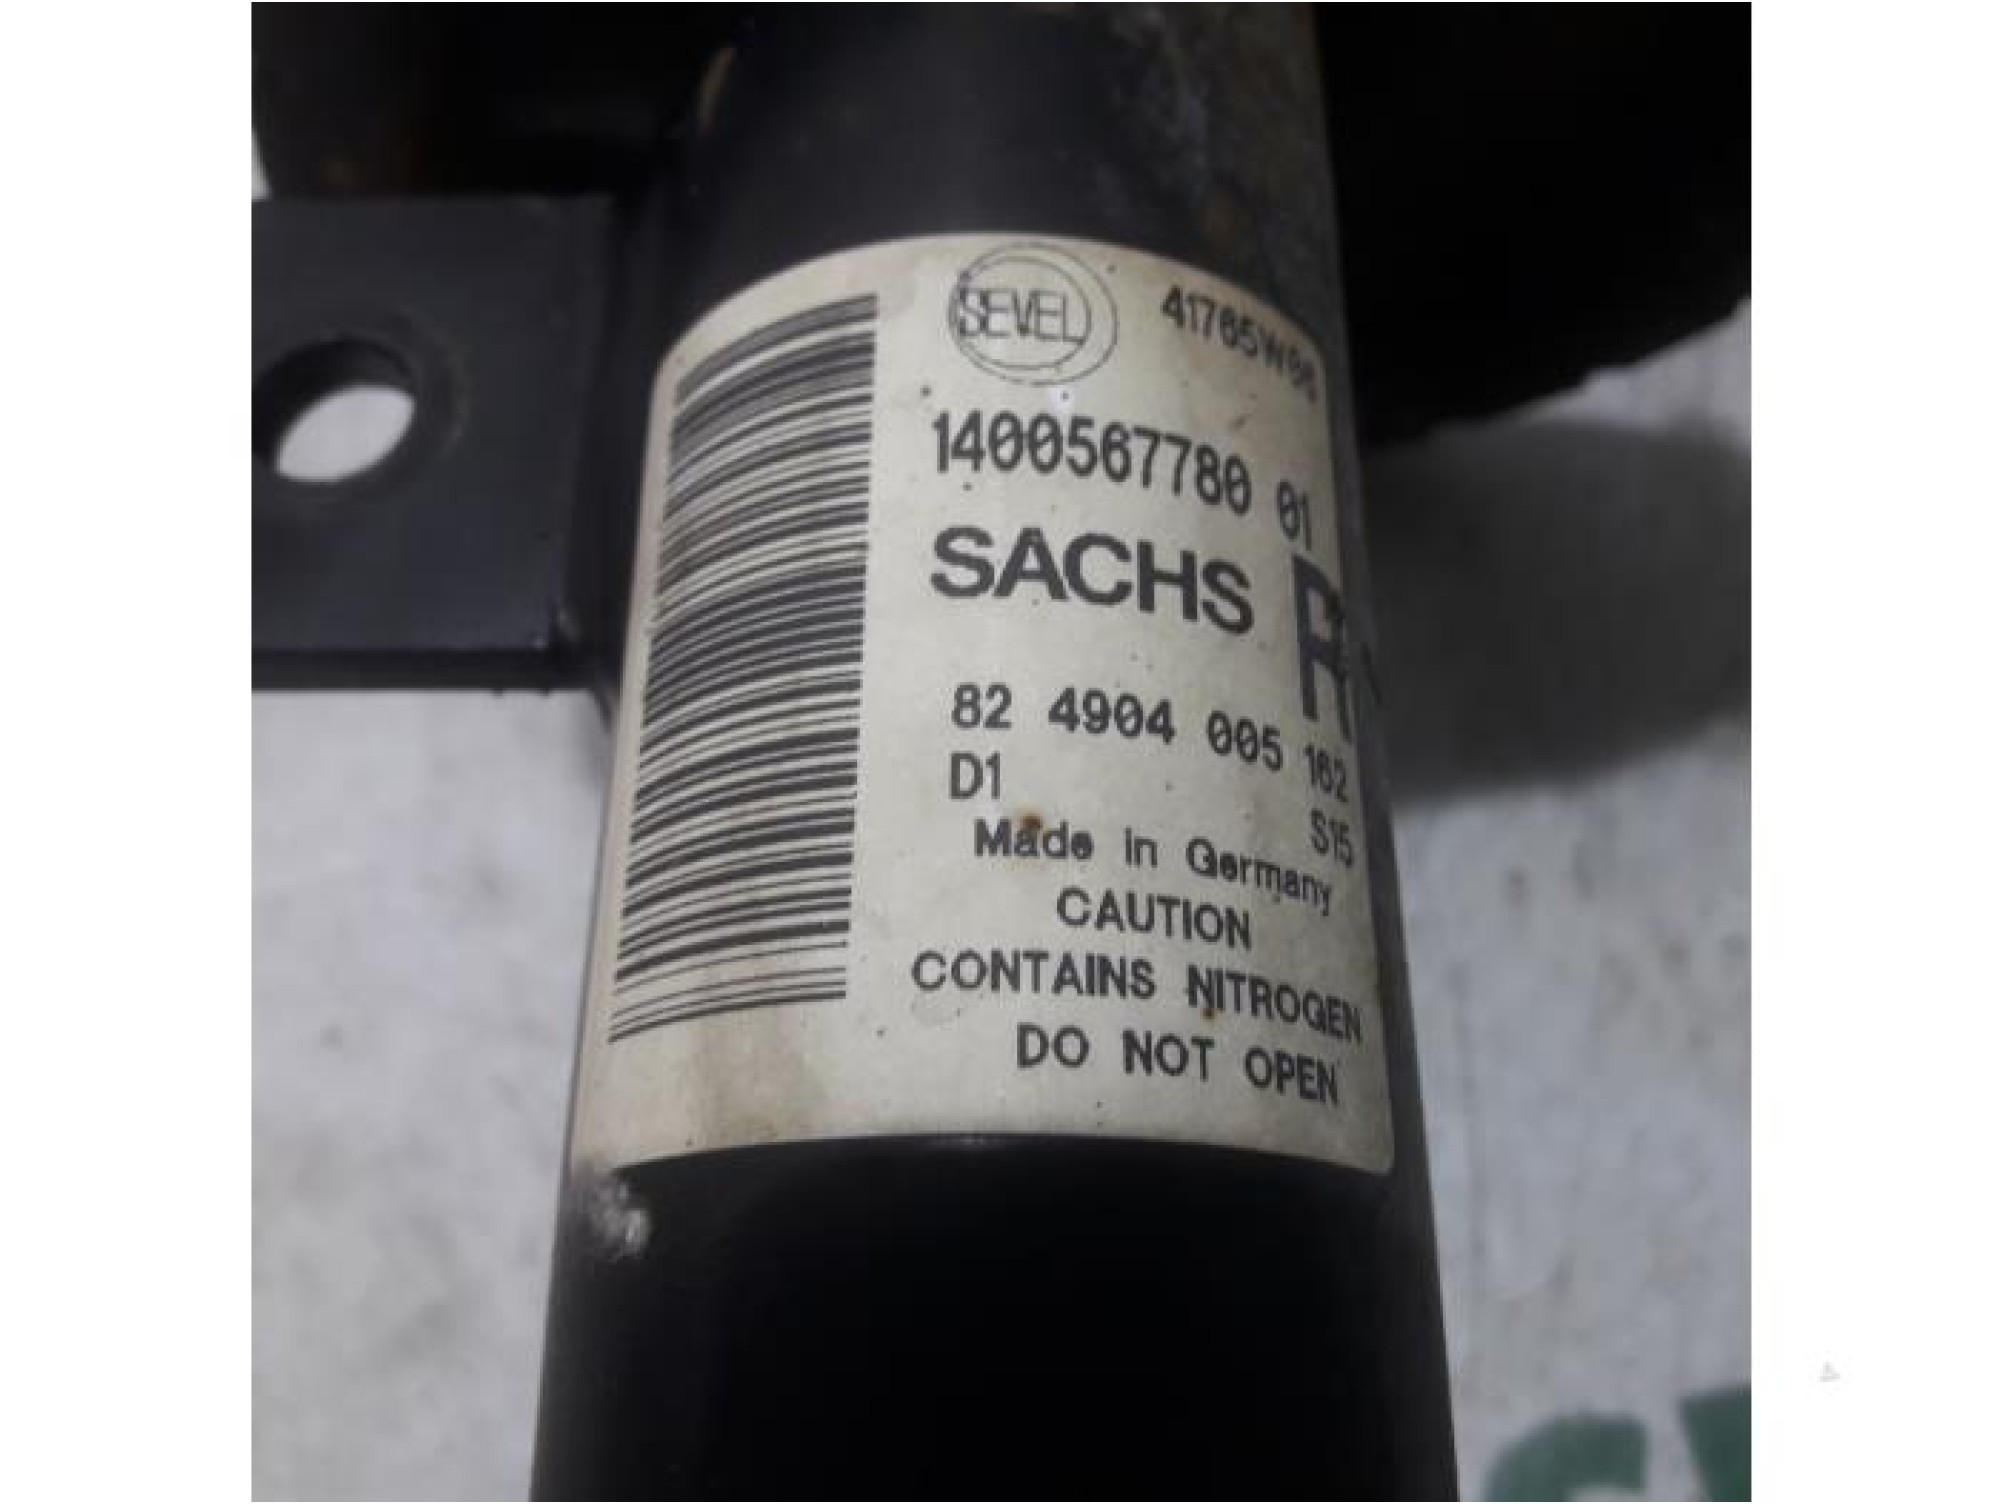 SEVEL 41765W86
1400567780 01
SACHS R
82 4904 005 162
D1 S15
Made in Germany
CAUTION
CONTAINS NITROGEN
DO NOT OPEN